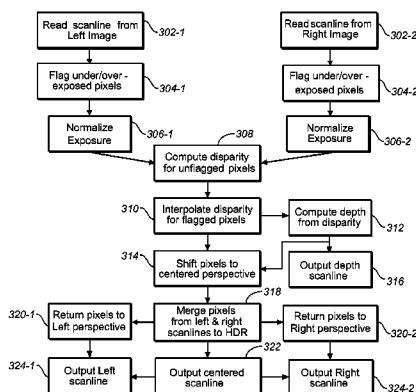 Read scanline from
Left Image
302-1
Read scanline from
Right Image
302-2
Flag under/over -
exposed pixels
304-1
Flag under/over -
exposed pixels
304-2
Normalize
Exposure
306-1
308
Normalize
Exposure
306-2
Compute disparity
for unflagged pixels
310
Interpolate disparity
for flagged pixels
Compute depth
from disparity
312
314
Shift pixels to
centered perspective
Output depth
scanline
316
318
320-1
Return pixels to
Left perspective
Merge pixels
from left & right
scanlines to HDR
Return pixels to
Right perspective
320-2
322
324-1
Output Left
scanline
Output centered
scanline
Output Right
scanline
324-2